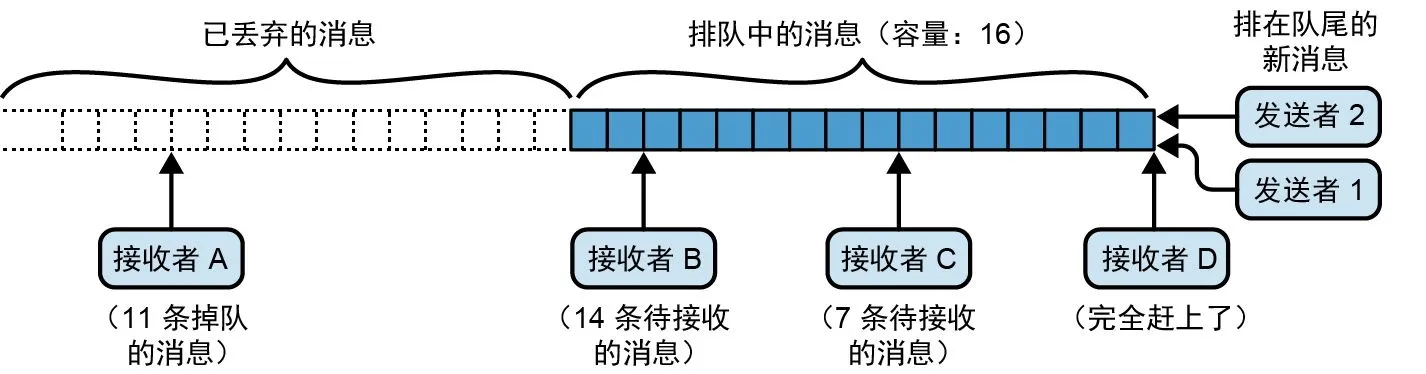 已丢弃的消息
排队中的消息（容量：16）
排在队尾的
新消息
发送者 2
发送者 1
接收者 A
接收者 B
接收者 C
接收者 D
（11 条掉队
的消息）
（14 条待接收
的消息）
（7 条待接收
的消息）
（完全赶上了）